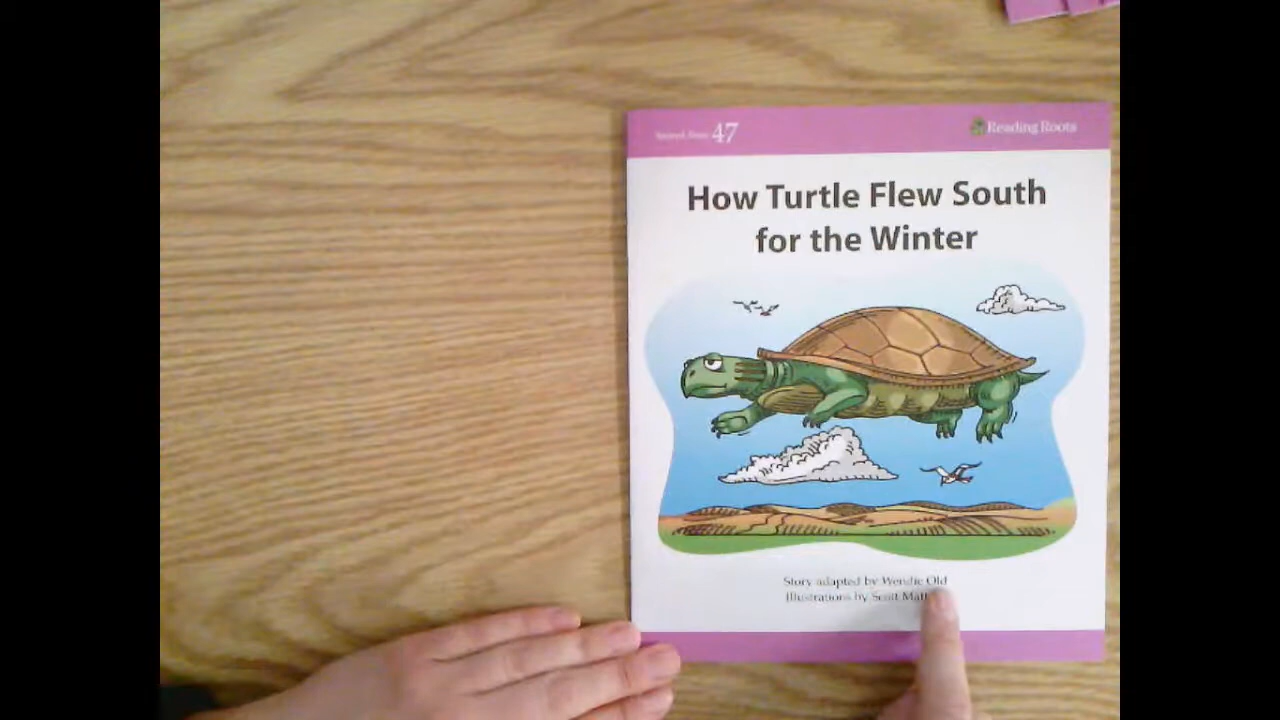 47
Reading Roots
How Turtle Flew South
for the Winter
Story adapted by Wendie Old
Illustrations by Scott